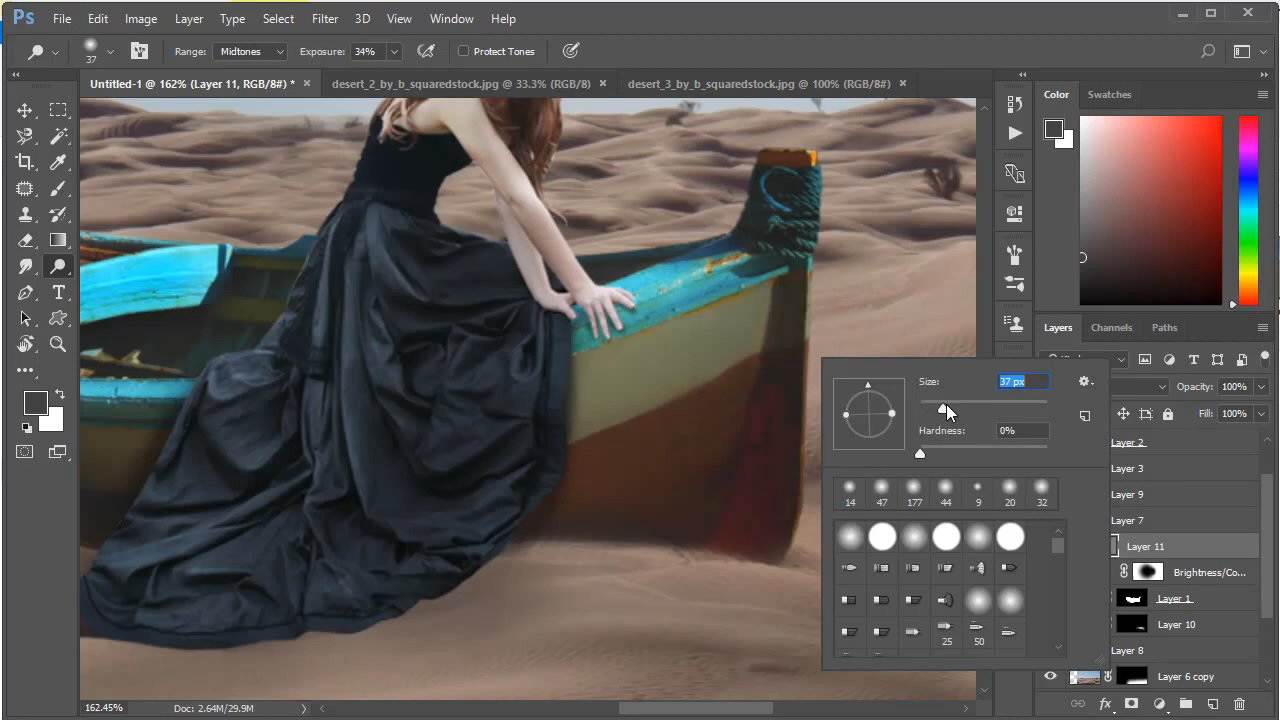 Ps File Edit Image Layer Type Select Filter 3D View Window Help
37 Range: Midtones Exposure: 34% Protect Tones
Untitled-1 @ 162% (Layer 11, RGB/8#) * × desert_2_by_b_squaredstock.jpg @ 33.3% (RGB/8) × desert_3_by_b_squaredstock.jpg @ 100% (RGB/8#) ×
Color Swatches
Layers Channels Paths
Opacity: 100%
Fill: 100%
Size: 37 px
Hardness: 0%
14 47 177 44 9 20 32
25 50
Layer 2
Layer 3
Layer 9
Layer 7
Layer 11
Brightness/Co...
Layer 1
Layer 10
Layer 8
Layer 6 copy
162.45% Doc: 2.64M/29.9M